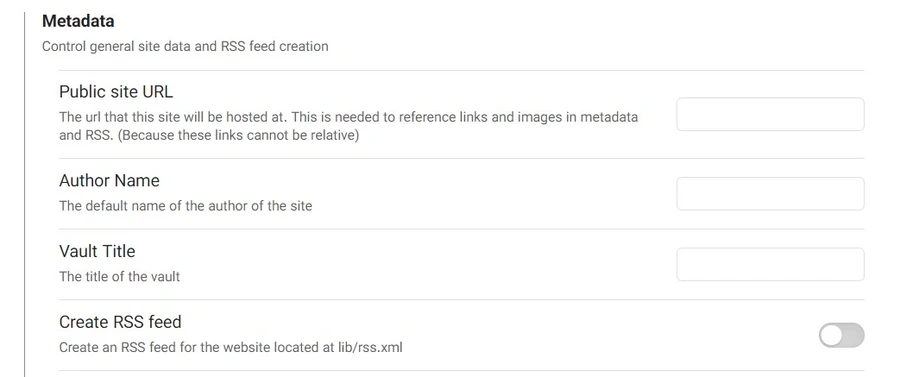 Metadata
Control general site data and RSS feed creation
Public site URL
The url that this site will be hosted at. This is needed to reference links and images in metadata
and RSS. (Because these links cannot be relative)
Author Name
The default name of the author of the site
Vault Title
The title of the vault
Create RSS feed
Create an RSS feed for the website located at lib/rss.xml